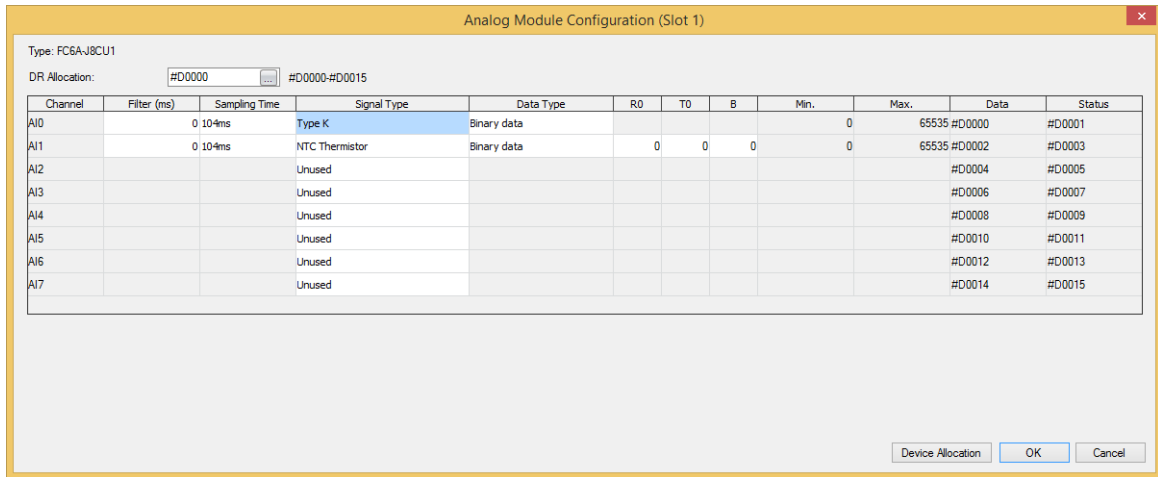 Analog Module Configuration (Slot 1)
Type: FC6A-J8CU1
DR Allocation: #D0000 ... #D0000-#D0015
Channel Filter (ms) Sampling Time Signal Type Data Type R0 T0 B Min. Max. Data Status
AI0 0 104ms Type K Binary data 0 65535 #D0000 #D0001
AI1 0 104ms NTC Thermistor Binary data 0 0 0 0 65535 #D0002 #D0003
AI2 Unused #D0004 #D0005
AI3 Unused #D0006 #D0007
AI4 Unused #D0008 #D0009
AI5 Unused #D0010 #D0011
AI6 Unused #D0012 #D0013
AI7 Unused #D0014 #D0015
Device Allocation OK Cancel